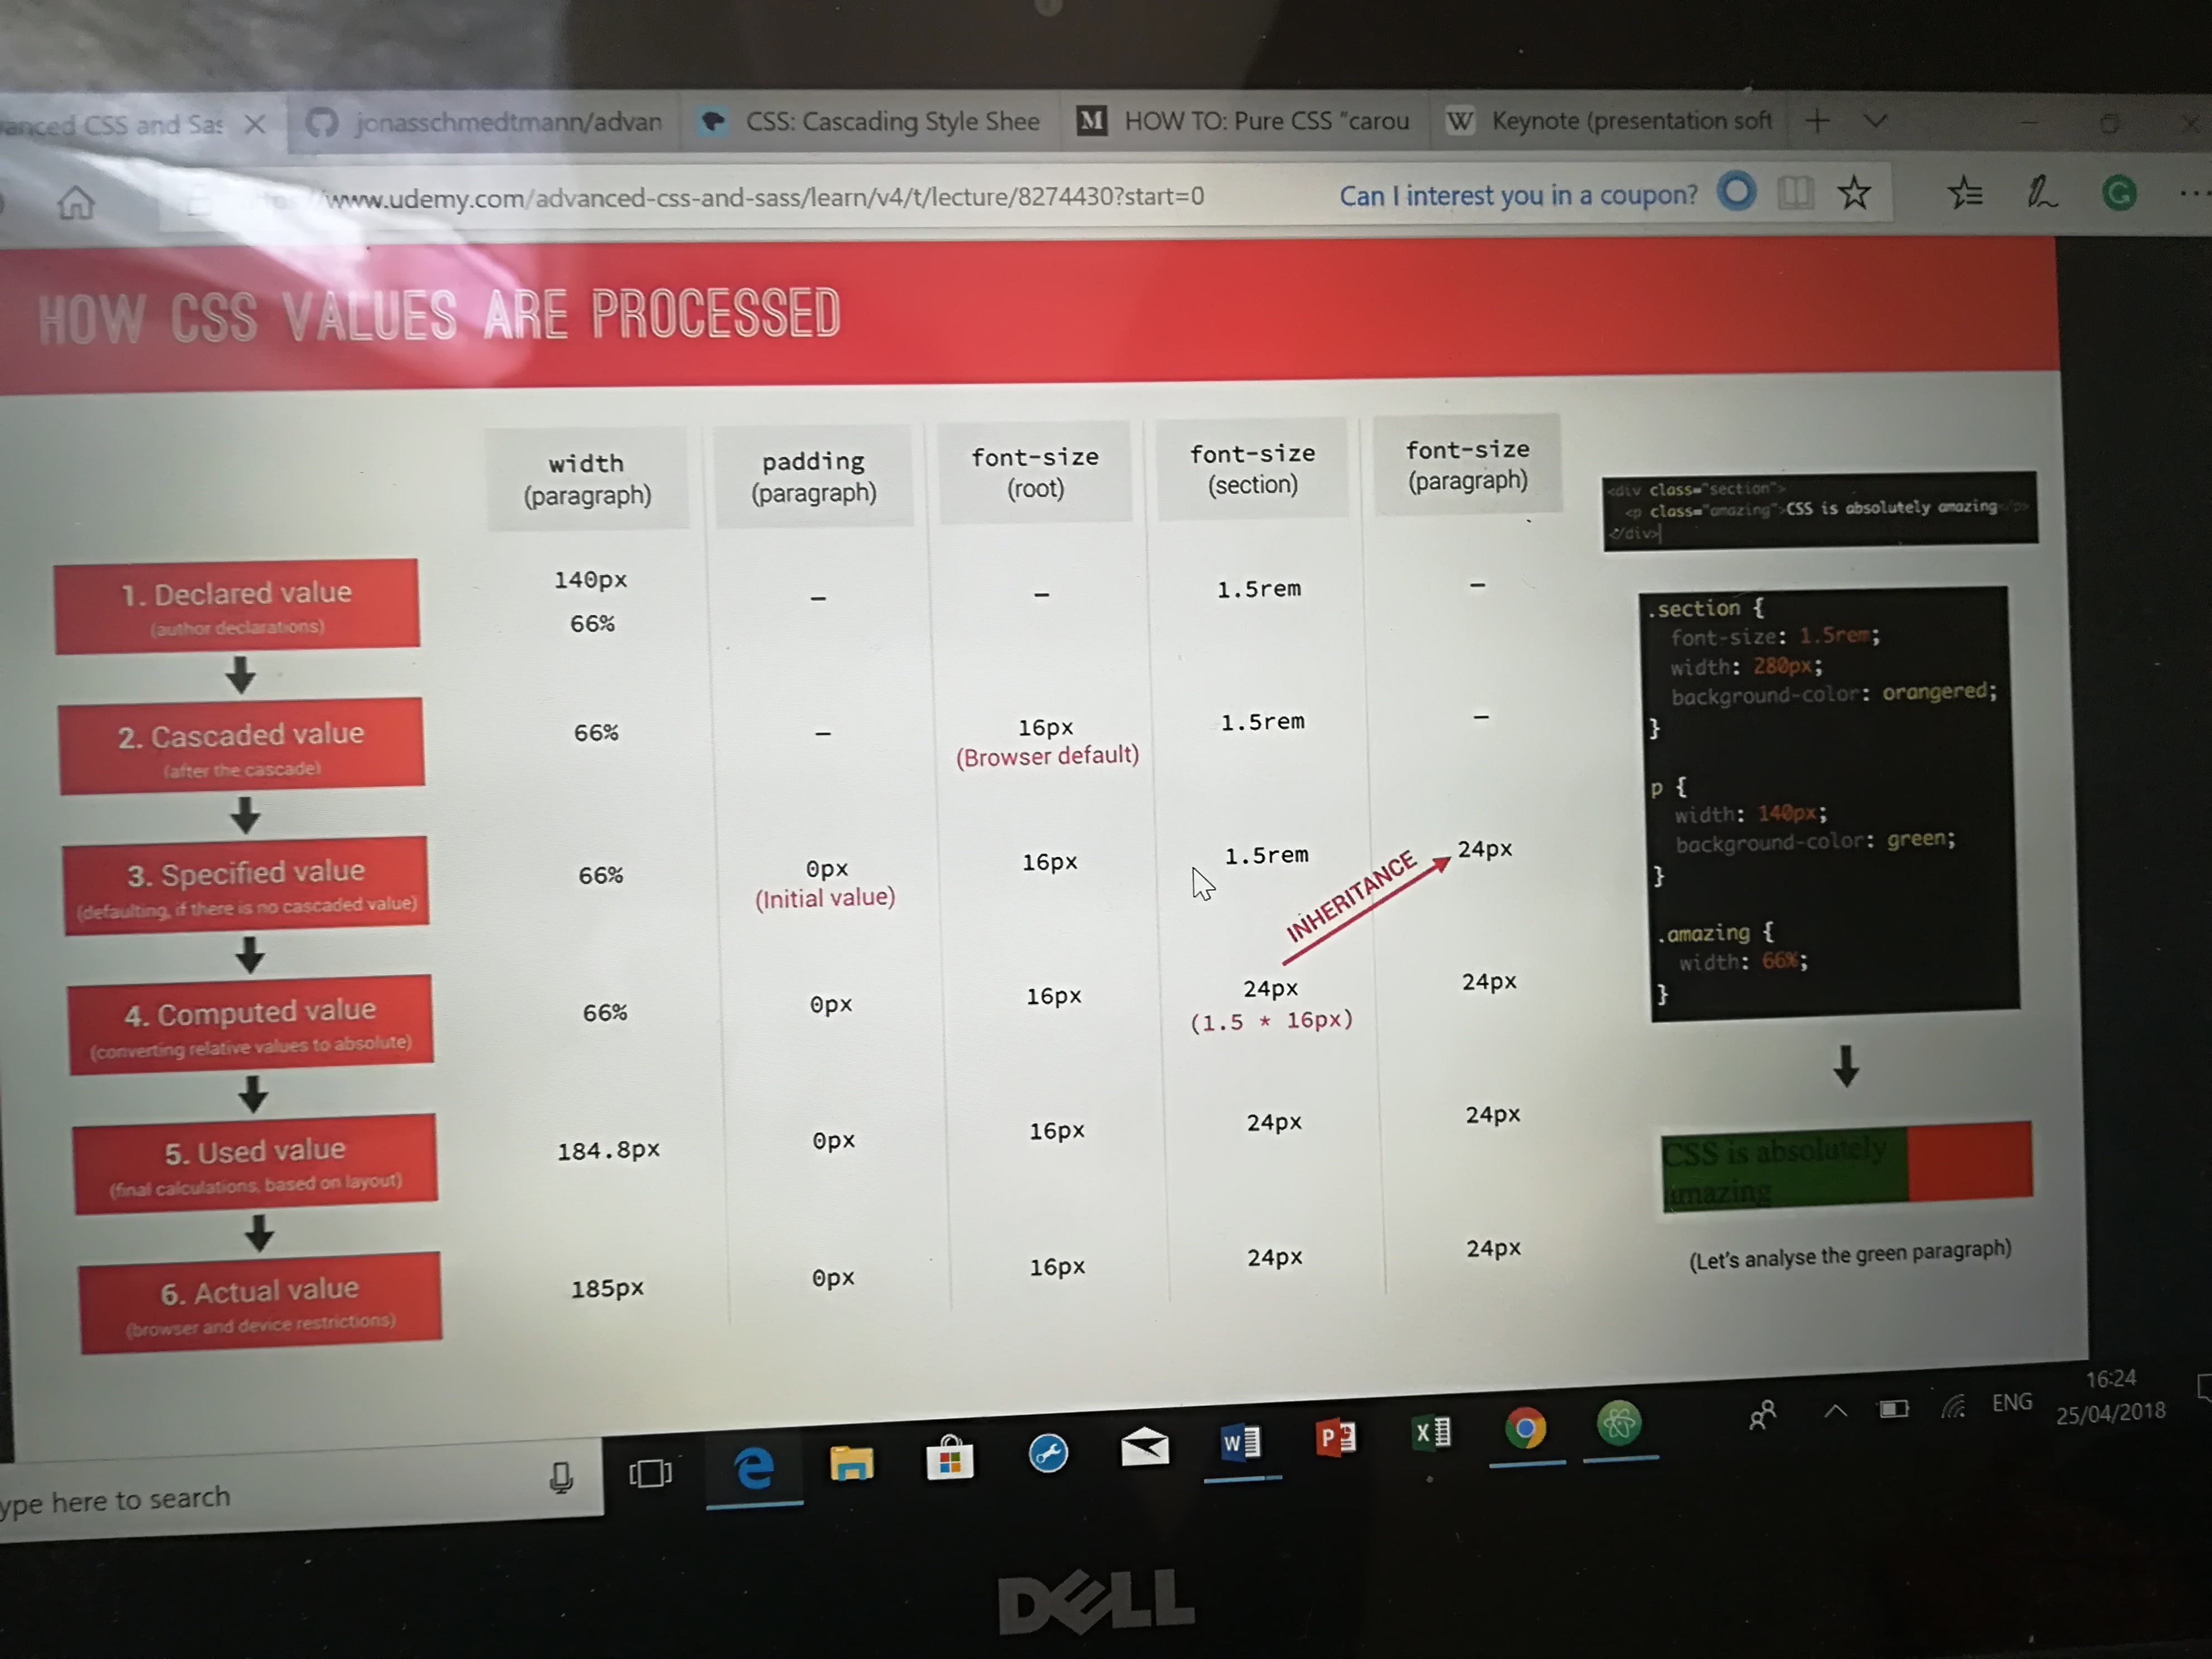 anced CSS and Sas
jonasschmedtmann/advan
CSS: Cascading Style Shee
M HOW TO: Pure CSS "carou
W Keynote (presentation soft
www.udemy.com/advanced-css-and-sass/learn/v4/t/lecture/8274430?start=0
Can I interest you in a coupon?
HOW CSS VALUES ARE PROCESSED
width (paragraph)
padding (paragraph)
font-size (root)
font-size (section)
font-size (paragraph)
1. Declared value
(author declarations)
140px
66%
–
–
1.5rem
–
2. Cascaded value
(after the cascade)
66%
–
16px
(Browser default)
1.5rem
–
3. Specified value
(defaulting, if there is no cascaded value)
66%
0px
(Initial value)
16px
1.5rem
INHERITANCE
24px
4. Computed value
(converting relative values to absolute)
66%
0px
16px
24px
(1.5 * 16px)
24px
5. Used value
(final calculations, based on layout)
184.8px
0px
16px
24px
24px
6. Actual value
(browser and device restrictions)
185px
0px
16px
24px
24px
<div class="section">
<p class="amazing">CSS is absolutely amazing</p>
</div>
.section {
font-size: 1.5rem;
width: 280px;
background-color: orangered;
}
p {
width: 140px;
background-color: green;
}
.amazing {
width: 66%;
}
CSS is absolutely
amazing
(Let's analyse the green paragraph)
ype here to search
ENG
16:24
25/04/2018
DELL